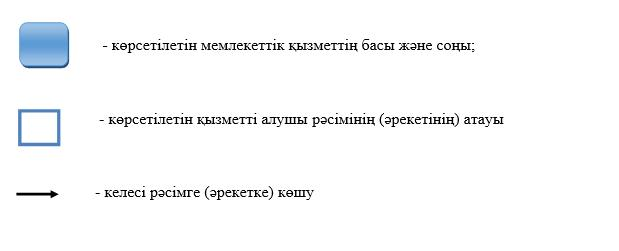 - көрсетілетін мемлекеттік қызметтің басы және соңы;
- көрсетілетін қызметті алушы рәсімінің (әрекетінің) атауы
- келесі рәсімге (әрекетке) көшу